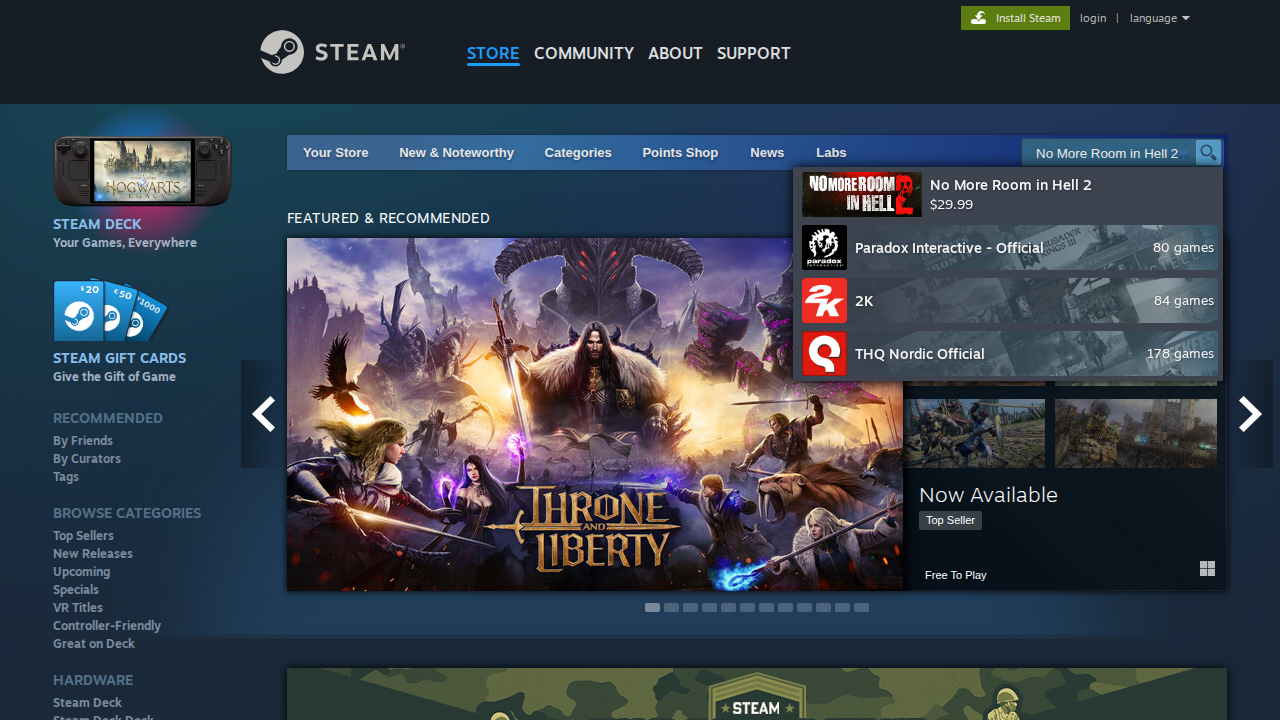 Install Steam
login
|
language
STEAM®
STORE
COMMUNITY
ABOUT
SUPPORT
HOGWARTS
LEGACY
STEAM DECK
Your Games, Everywhere
$20
€50
STEAM GIFT CARDS
Give the Gift of Game
RECOMMENDED
By Friends
By Curators
Tags
BROWSE CATEGORIES
Top Sellers
New Releases
Upcoming
Specials
VR Titles
Controller-Friendly
Great on Deck
HARDWARE
Steam Deck
Your Store
New & Noteworthy
Categories
Points Shop
News
Labs
No More Room in Hell 2
FEATURED & RECOMMENDED
NO MORE ROOM
IN HELL 2
No More Room in Hell 2
$29.99
paradox
INTERACTIVE
Paradox Interactive - Official
80 games
2K
2K
84 games
THQ Nordic Official
178 games
THRONE
AND
LIBERTY
Now Available
Top Seller
Free To Play
STEAM